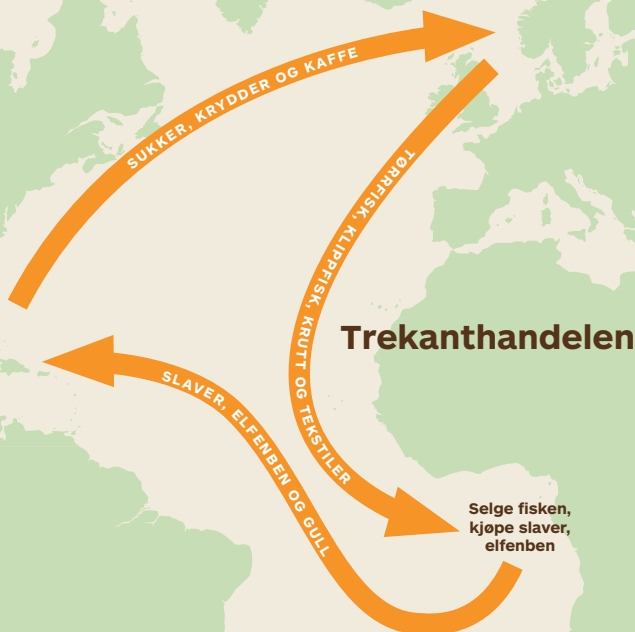 SUKKER, KRYDDER OG KAFFE
TØRRFISK, KLIPPFISK, KRUTT OG TEKSTILER
Trekanthandelen
SLAVER, ELFENBEN OG GULL
Selge fisken,
kjøpe slaver,
elfenben